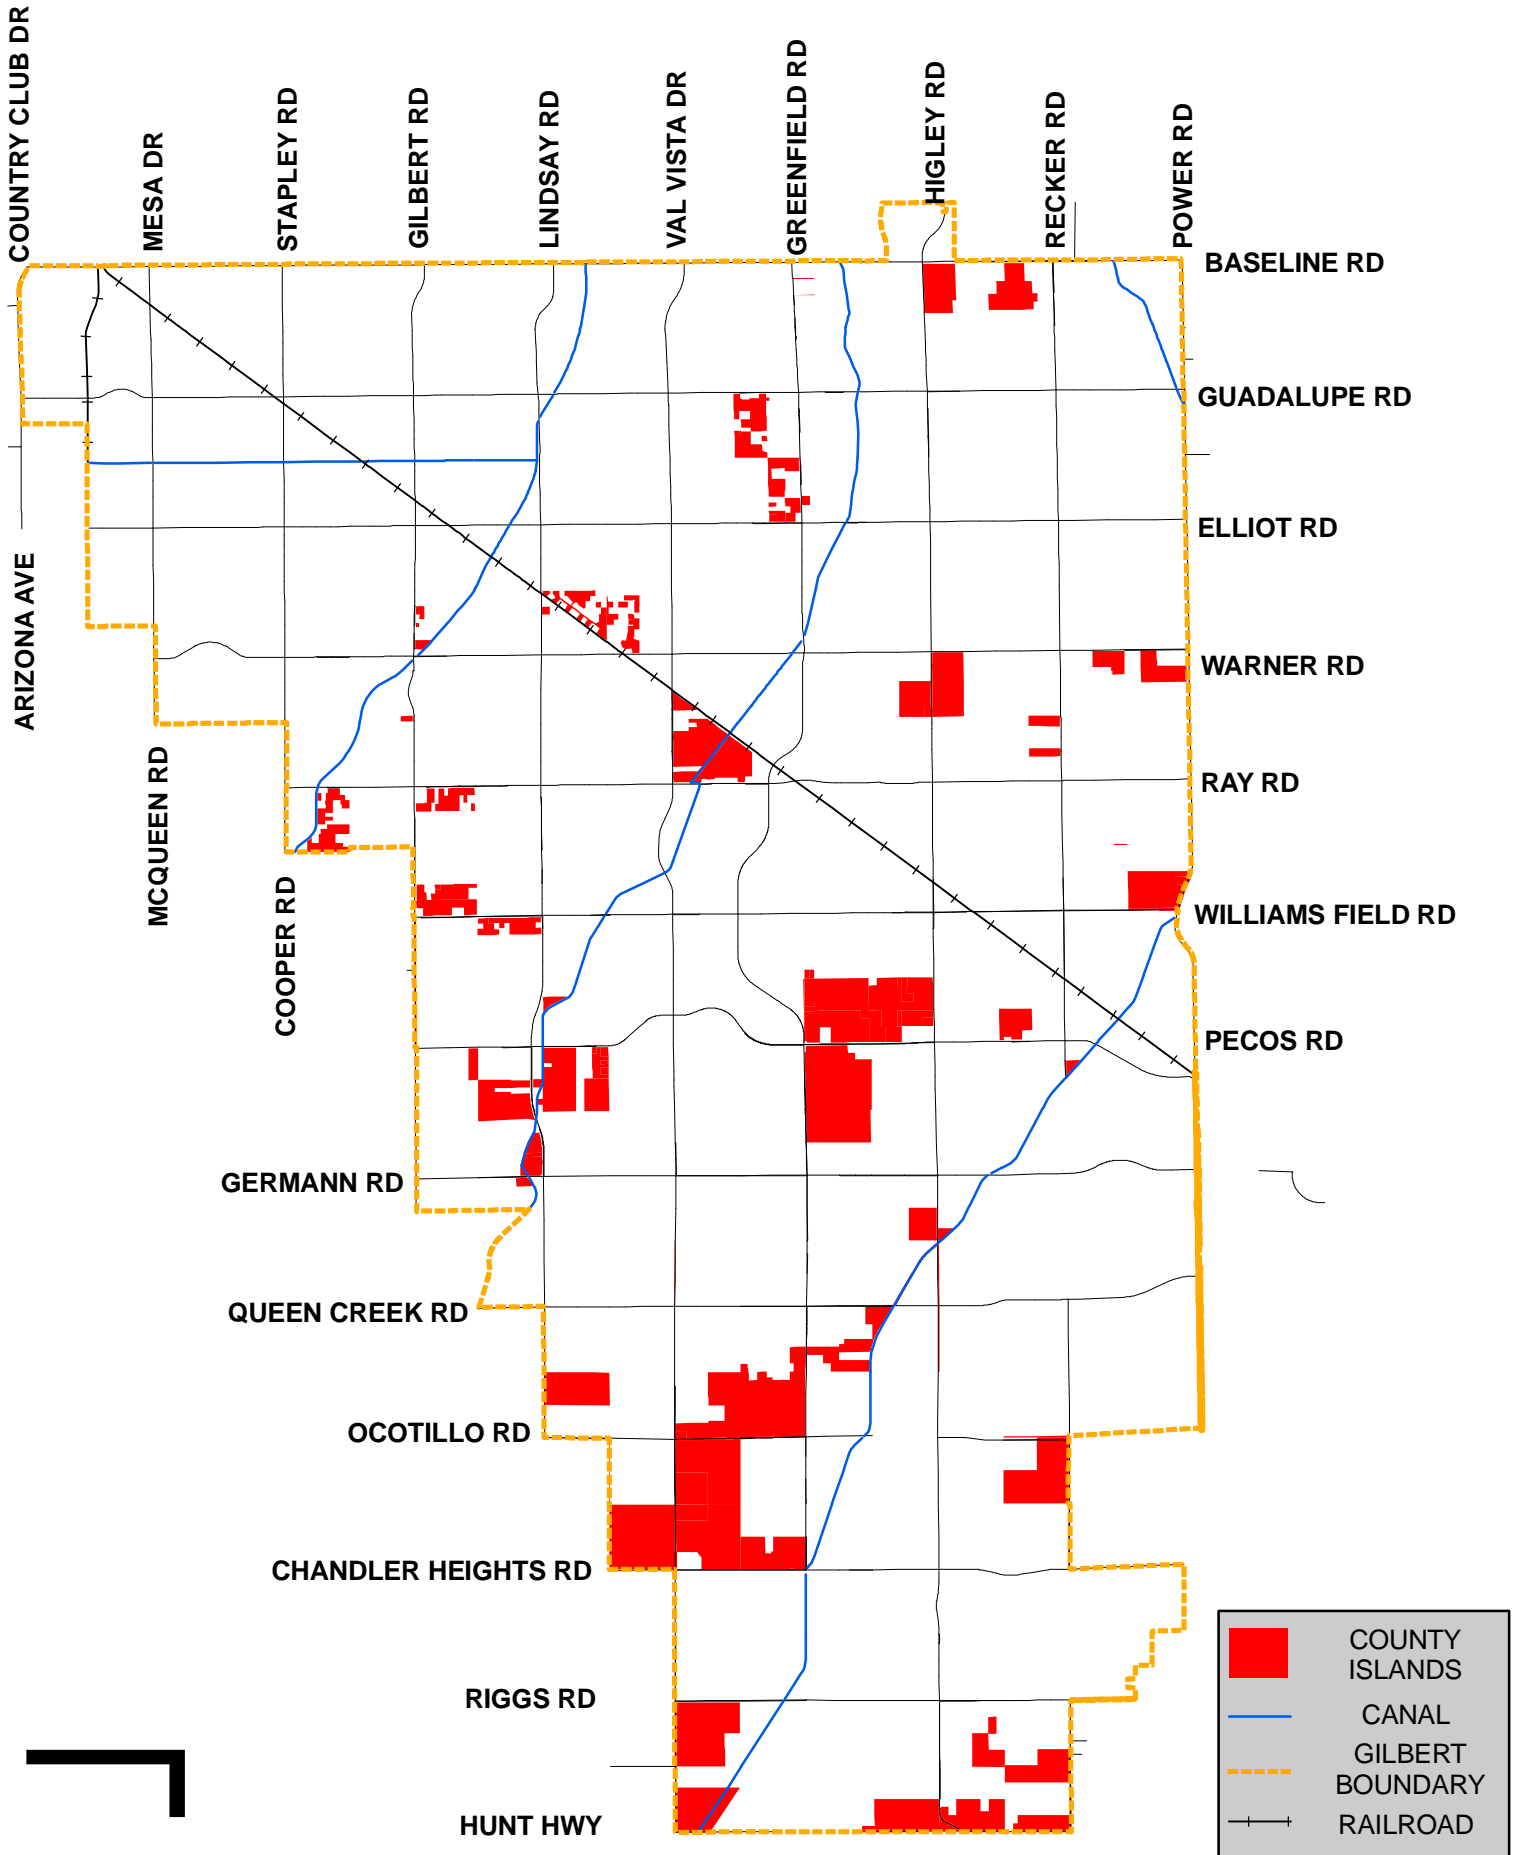 COUNTRY CLUB DR
MESA DR
STAPLEY RD
GILBERT RD
LINDSAY RD
VAL VISTA DR
GREENFIELD RD
HIGLEY RD
RECKER RD
POWER RD
BASELINE RD
GUADALUPE RD
ELLIOT RD
ARIZONA AVE
WARNER RD
RAY RD
MCQUEEN RD
COOPER RD
WILLIAMS FIELD RD
PECOS RD
GERMANN RD
QUEEN CREEK RD
OCOTILLO RD
CHANDLER HEIGHTS RD
RIGGS RD
HUNT HWY
COUNTY
ISLANDS
CANAL
GILBERT
BOUNDARY
RAILROAD